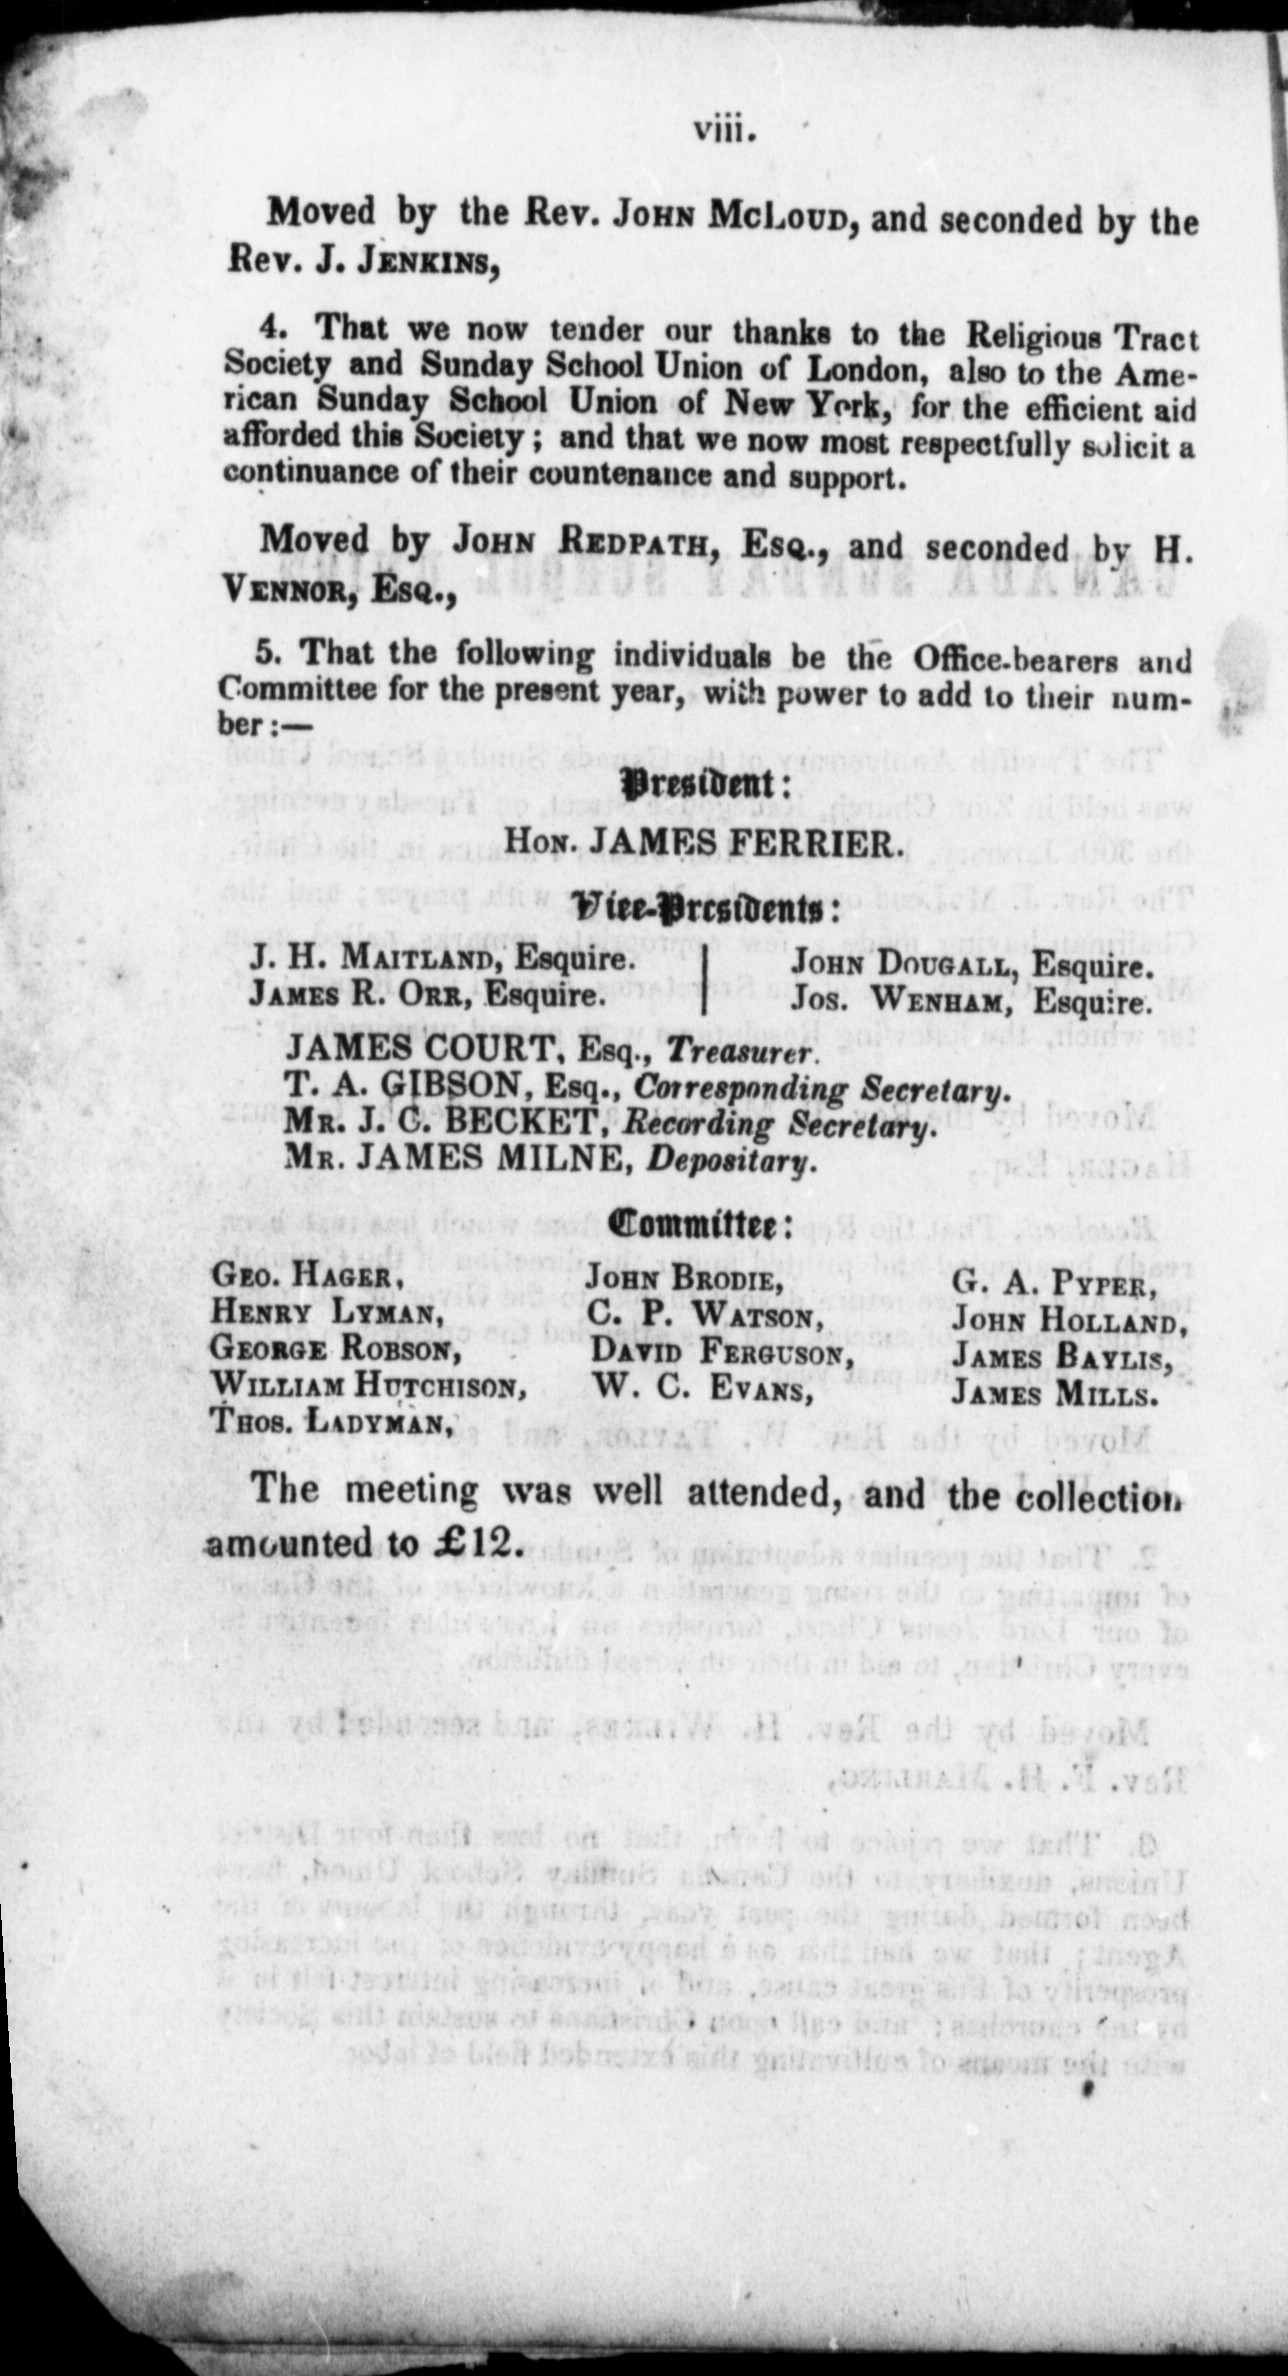 viii.
Moved by the Rev. JOHN MCLOUD, and seconded by the
Rev. J. JENKINS,
4. That we now tender our thanks to the Religious Tract
Society and Sunday School Union of London, also to the Ame-
rican Sunday School Union of New York, for the efficient aid
afforded this Society; and that we now most respectfully solicit a
continuance of their countenance and support.
Moved by JOHN REDPATH, ESQ., and seconded by H.
VENNOR, ESQ.,
5. That the following individuals be the Office-bearers and
Committee for the present year, with power to add to their num-
ber:—
President:
HON. JAMES FERRIER.
Vice-Presidents:
J. H. MAITLAND, Esquire.
JAMES R. ORR, Esquire.
JOHN DOUGALL, Esquire.
JOS. WENHAM, Esquire.
JAMES COURT, Esq., Treasurer.
T. A. GIBSON, Esq., Corresponding Secretary.
MR. J. C. BECKET, Recording Secretary.
MR. JAMES MILNE, Depositary.
Committee:
GEO. HAGER,
HENRY LYMAN,
GEORGE ROBSON,
WILLIAM HUTCHISON,
THOS. LADYMAN,
JOHN BRODIE,
C. P. WATSON,
DAVID FERGUSON,
W. C. EVANS,
G. A. PYPER,
JOHN HOLLAND,
JAMES BAYLIS,
JAMES MILLS.
The meeting was well attended, and the collection
amounted to £12.